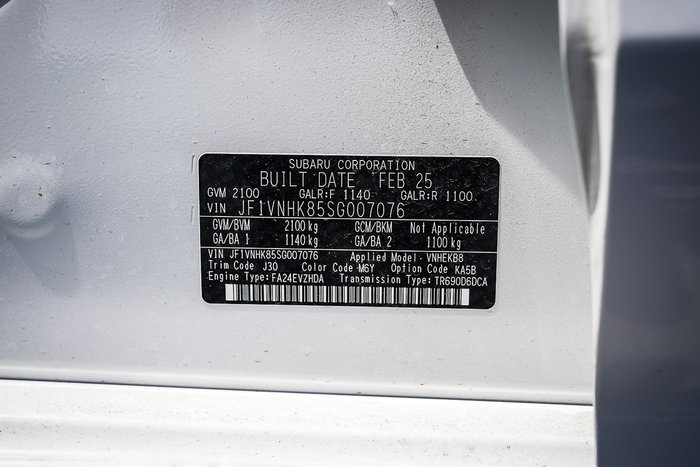 SUBARU CORPORATION
BUILT DATE FEB 25
GVM 2100 GALR:F 1140 GALR:R 1100
VIN JF1VNHK85SG007076
GVM/BVM 2100 kg GCM/BKM Not Applicable
GA/BA 1 1140 kg GA/BA 2 1100 kg
VIN JF1VNHK85SG007076 Applied Model: VNHEKB8
Trim Code J30 Color Code M6Y Option Code KA5B
Engine Type: FA24EVZHDA Transmission Type: TR690D6DCA